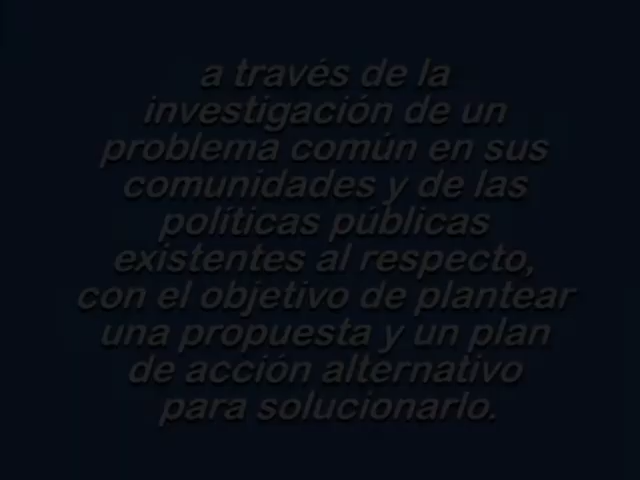 a través de la
investigación de un
problema común en sus
comunidades y de las
políticas públicas
existentes al respecto,
con el objetivo de plantear
una propuesta y un plan
de acción alternativo
para solucionarlo.